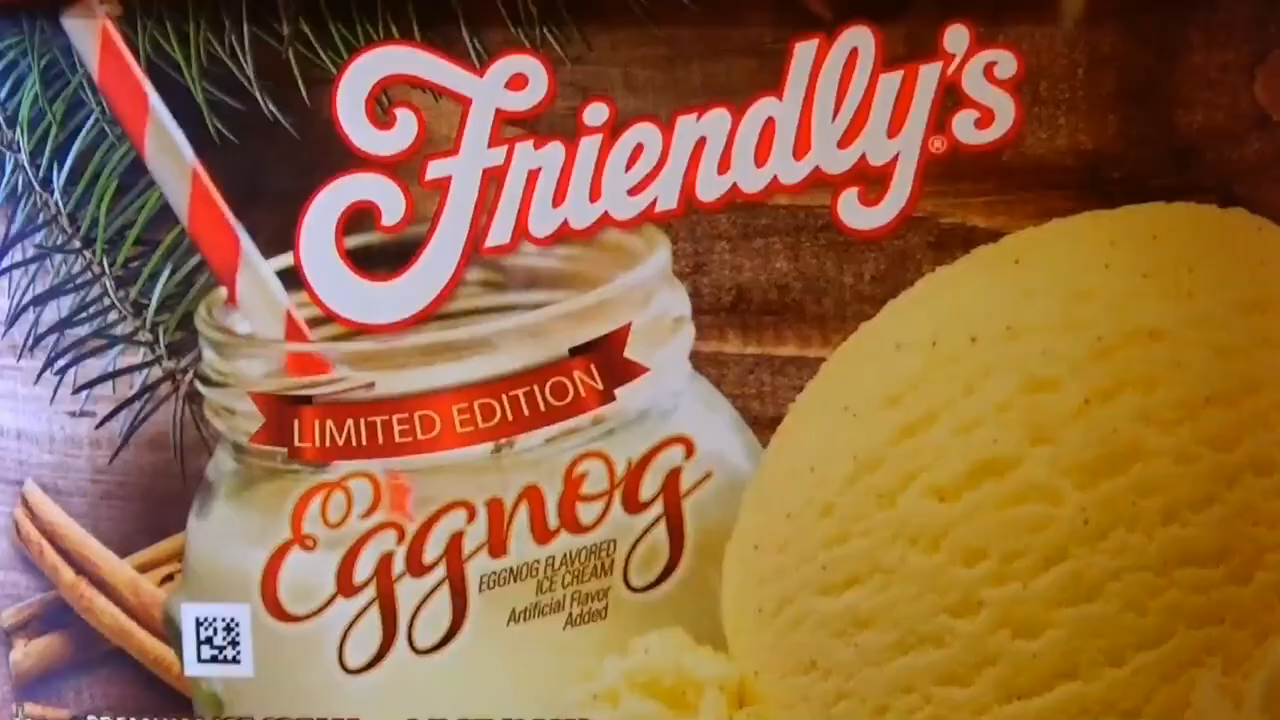 Friendly's®
LIMITED EDITION
Eggnog
EGGNOG FLAVORED
ICE CREAM
Artificial Flavor
Added